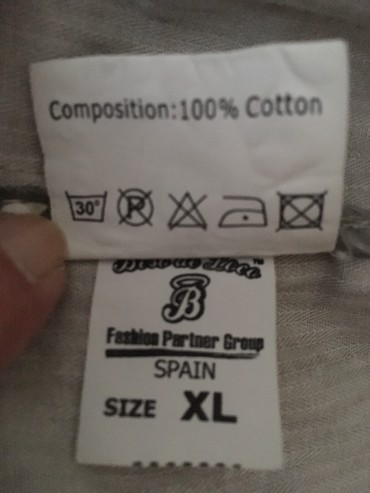 Composition:100% Cotton
30°
P
B
Fashion Partner Group
SPAIN
SIZE XL